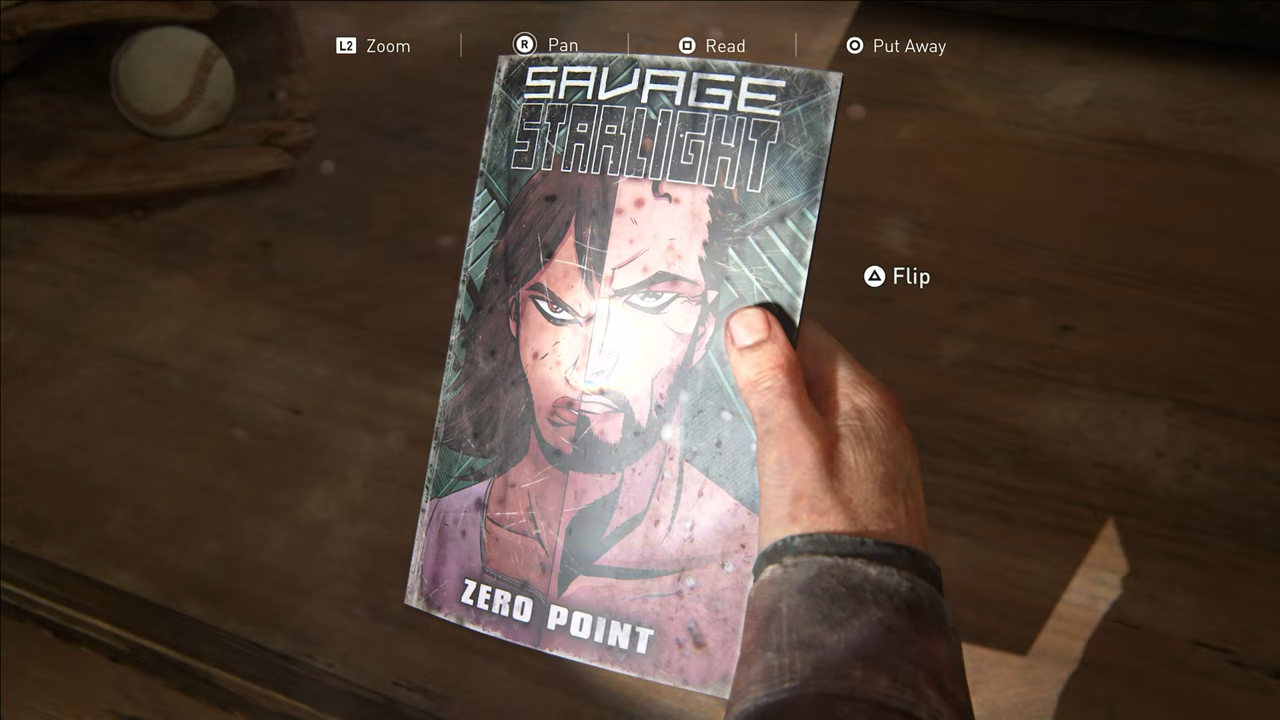 L2 Zoom
R Pan
Read
Put Away
SAVAGE
STARLIGHT
Flip
ZERO POINT